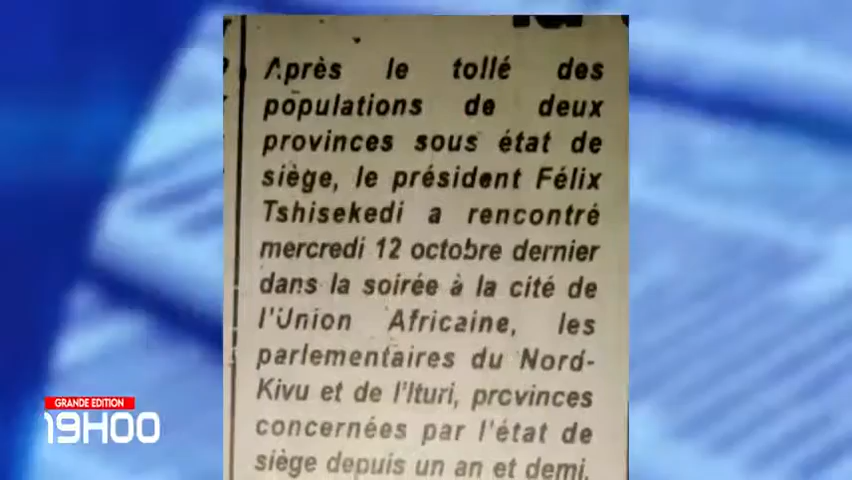 Après le tollé des
populations de deux
provinces sous état de
siège, le président Félix
Tshisekedi a rencontré
mercredi 12 octobre dernier
dans la soirée à la cité de
l'Union Africaine, les
parlementaires du Nord-
Kivu et de l'Ituri, provinces
concernées par l'état de
siège depuis un an et demi.
GRANDE EDITION
19H00